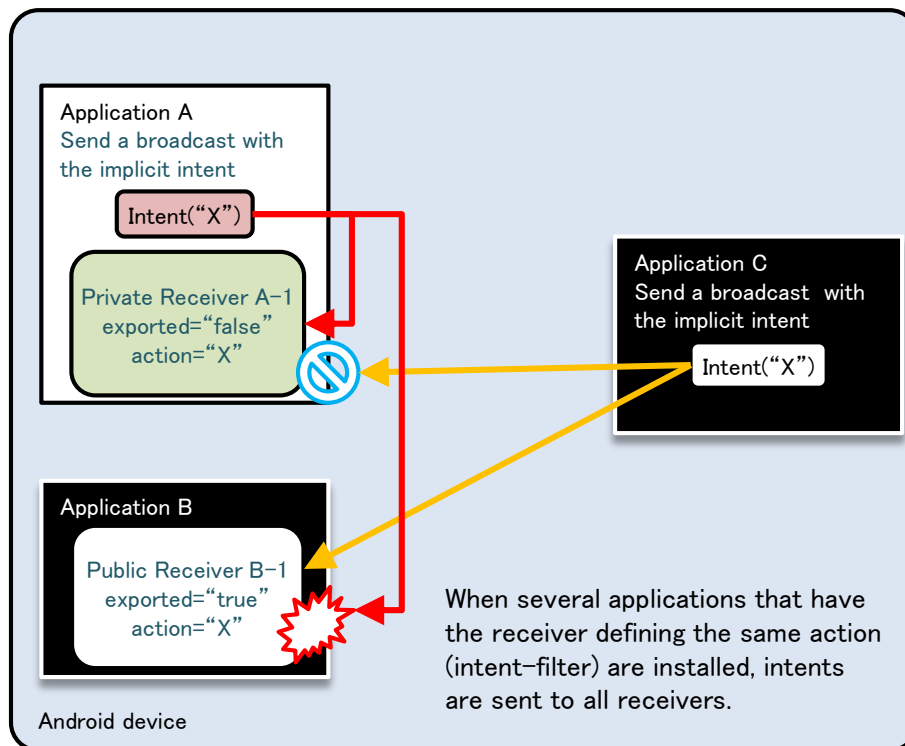 Application A
Send a broadcast with
the implicit intent
Intent(“X”)
Private Receiver A-1
exported=“false”
action=“X”
Application C
Send a broadcast with
the implicit intent
Intent(“X”)
Application B
Public Receiver B-1
exported=“true”
action=“X”
When several applications that have
the receiver defining the same action
(intent-filter) are installed, intents
are sent to all receivers.
Android device